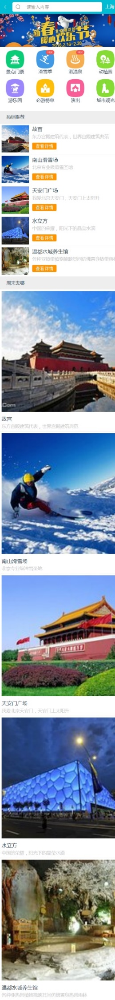 请输入内容
上海
新春
北京海洋馆
暖心欢乐节
2018.2.16-2.20
Hot
Hot
景点门票
滑雪季
泡温泉
动植园
游乐园
必游榜单
演出
城市观光
热销推荐
故宫
东方宫殿建筑代表，世界宫殿建筑典范
查看详情
南山滑雪场
北京专业级滑雪圣地
查看详情
天安门广场
我爱北京天安门，天安门上太阳升
查看详情
水立方
中国的荣耀，阳光下的晶莹水滴
查看详情
温都水城养生馆
各种亚热带植物掩映其间仿佛置身热带雨林
查看详情
周末去哪
.Com
故宫
东方宫殿建筑代表，世界宫殿建筑典范
南山滑雪场
北京专业级滑雪圣地
天安门广场
我爱北京天安门，天安门上太阳升
水立方
中国的荣耀，阳光下的晶莹水滴
温都水城养生馆
各种亚热带植物掩映其间仿佛置身热带雨林